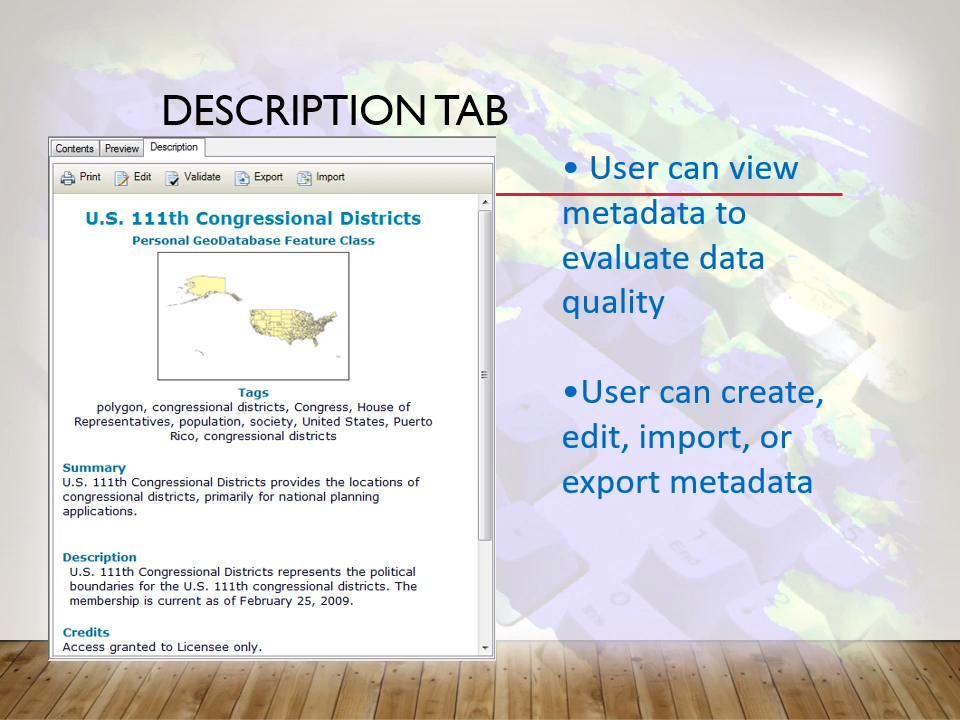 DESCRIPTION TAB
Contents Preview Description
Print Edit Validate Export Import
U.S. 111th Congressional Districts
Personal GeoDatabase Feature Class
Tags
polygon, congressional districts, Congress, House of
Representatives, population, society, United States, Puerto
Rico, congressional districts
Summary
U.S. 111th Congressional Districts provides the locations of
congressional districts, primarily for national planning
applications.
Description
U.S. 111th Congressional Districts represents the political
boundaries for the U.S. 111th congressional districts. The
membership is current as of February 25, 2009.
Credits
Access granted to Licensee only.
• User can view
metadata to
evaluate data
quality
•User can create,
edit, import, or
export metadata